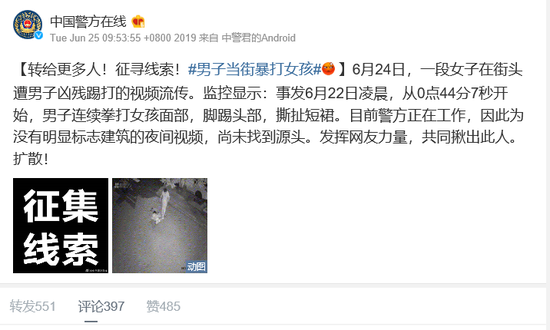 中国警方在线
Tue Jun 25 09:53:55 +0800 2019 来自 中警君的Android
【转给更多人！征寻线索！#男子当街暴打女孩#】6月24日，一段女子在街头
遭男子凶残踢打的视频流传。监控显示：事发6月22日凌晨，从0点44分7秒开
始，男子连续拳打女孩面部，脚踢头部，撕扯短裙。目前警方正在工作，因此为
没有明显标志建筑的夜间视频，尚未找到源头。发挥网友力量，共同揪出此人。
扩散！
征集
线索
动图
转发551 评论397 赞485